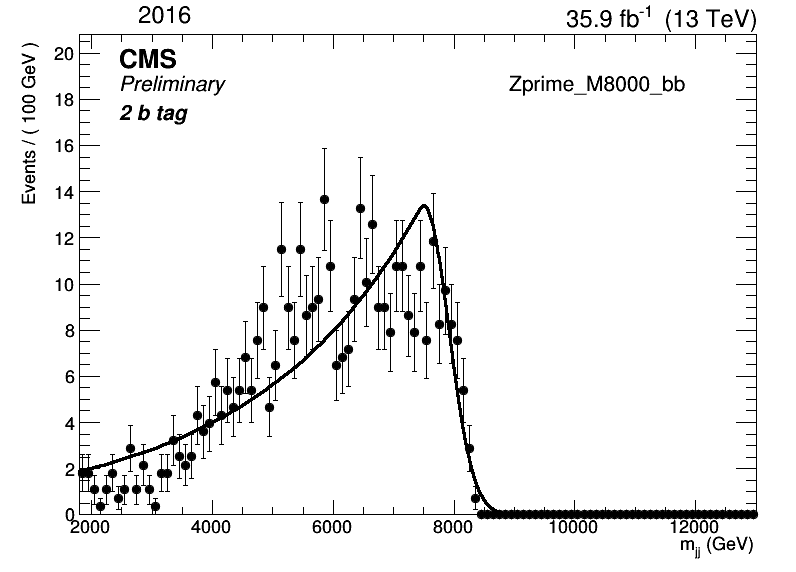 2016
35.9 fb-1 (13 TeV)
CMS
Preliminary
2 b tag
Zprime_M8000_bb
Events / ( 100 GeV )
20
18
16
14
12
10
8
6
4
2
0
2000 4000 6000 8000 10000 12000
mjj (GeV)